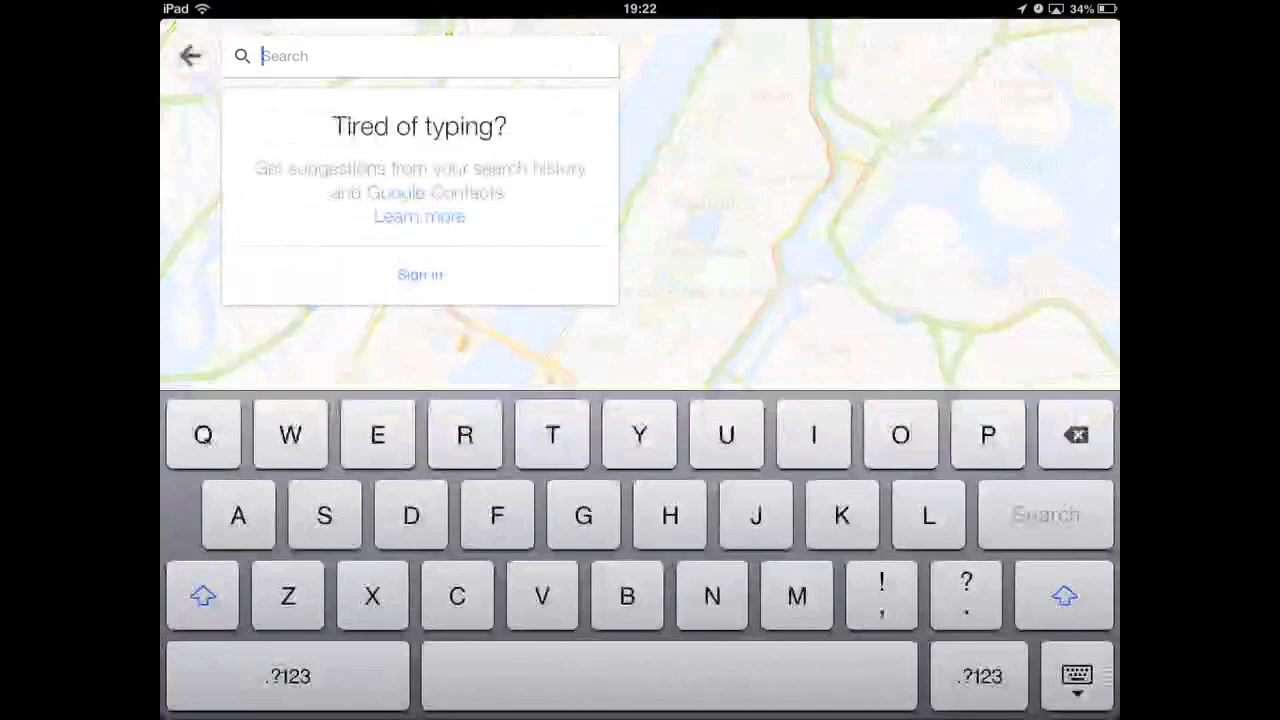 iPad 19:22 34%
Search
Tired of typing?
Get suggestions from your search history
and Google Contacts
Learn more
Sign in
Q W E R T Y U I O P
A S D F G H J K L Search
Z X C V B N M ! , ? .
.?123 .?123